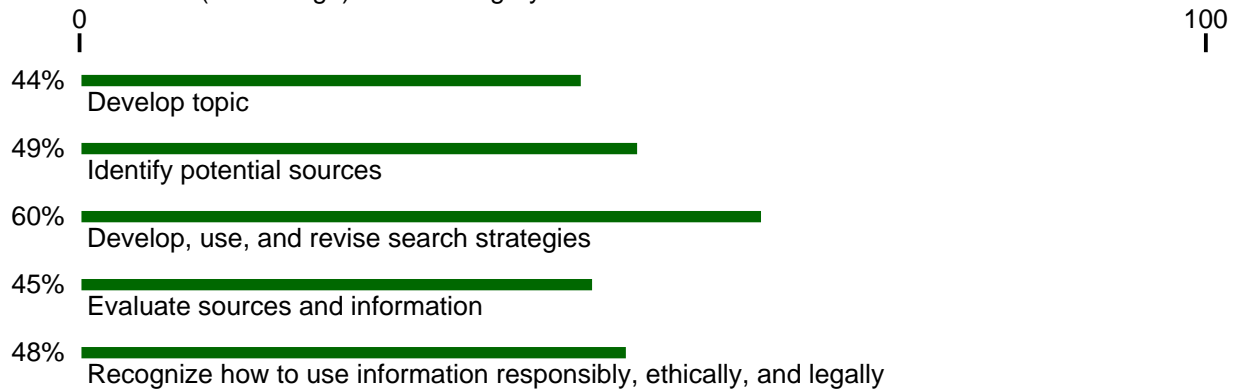 0 100
44%
Develop topic
49%
Identify potential sources
60%
Develop, use, and revise search strategies
45%
Evaluate sources and information
48%
Recognize how to use information responsibly, ethically, and legally